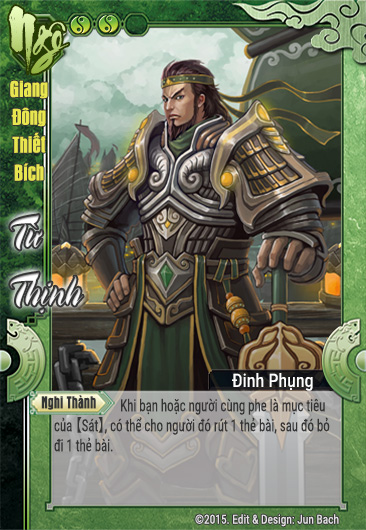 Ngô
Giang
Đông
Thiết
Bích
Từ
Thịnh
Đinh Phụng
Nghi Thành Khi bạn hoặc người cùng phe là mục tiêu
của【Sát】, có thể cho người đó rút 1 thẻ bài, sau đó bỏ
đi 1 thẻ bài.
©2015. Edit & Design: Jun Bach